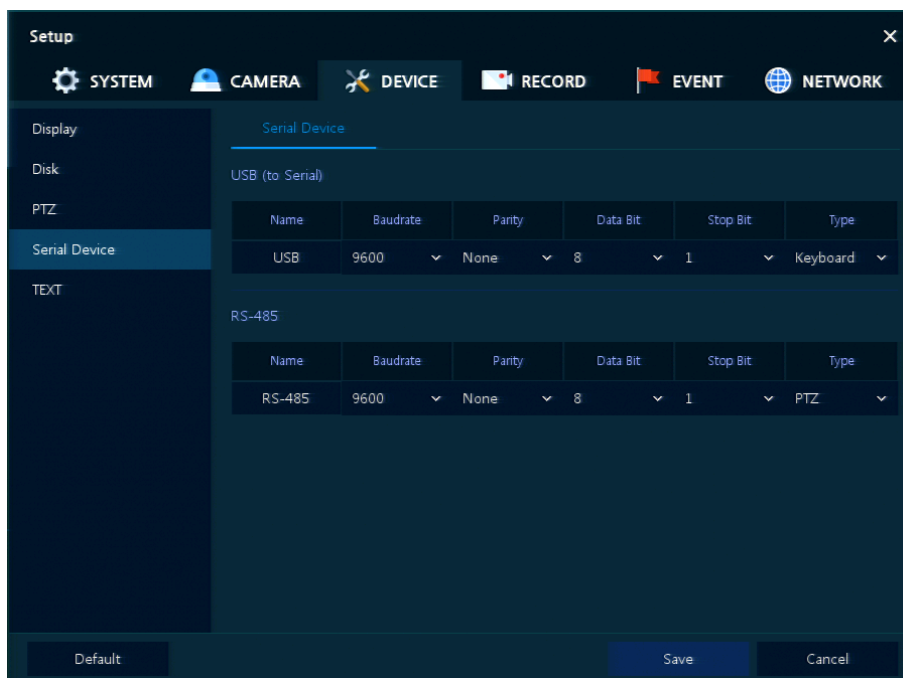 Setup ×
SYSTEM CAMERA DEVICE RECORD EVENT NETWORK
Display
Disk
PTZ
Serial Device
TEXT
Serial Device
USB (to Serial)
Name Baudrate Parity Data Bit Stop Bit Type
USB 9600 None 8 1 Keyboard
RS-485
Name Baudrate Parity Data Bit Stop Bit Type
RS-485 9600 None 8 1 PTZ
Default Save Cancel